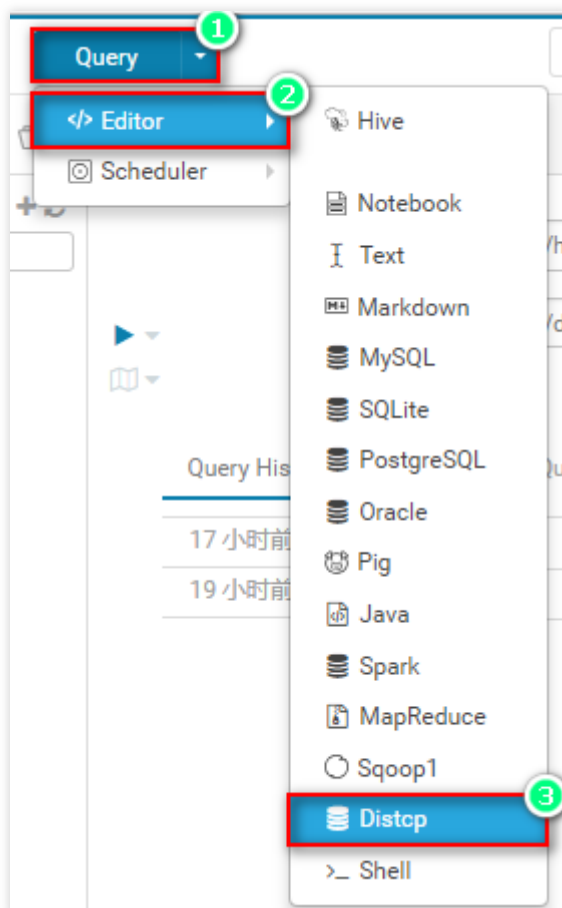 1
Query
2
</> Editor
Hive
Scheduler
Notebook
/h
Text
Markdown
/d
MySQL
SQLite
Query His
PostgreSQL
Qu
Oracle
17 小时前
Pig
19 小时前
Java
Spark
MapReduce
Sqoop1
3
Distcp
>_ Shell